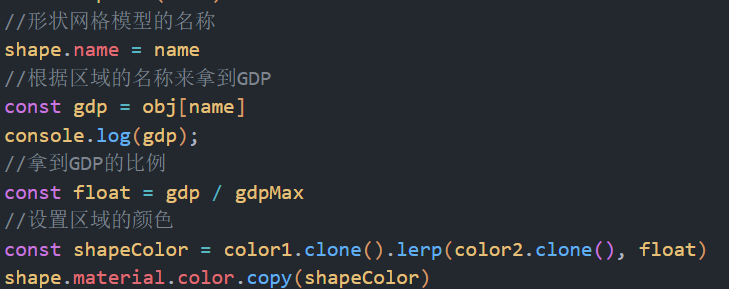 //形状网格模型的名称
shape.name = name
//根据区域的名称来拿到GDP
const gdp = obj[name]
console.log(gdp);
//拿到GDP的比例
const float = gdp / gdpMax
//设置区域的颜色
const shapeColor = color1.clone().lerp(color2.clone(), float)
shape.material.color.copy(shapeColor)